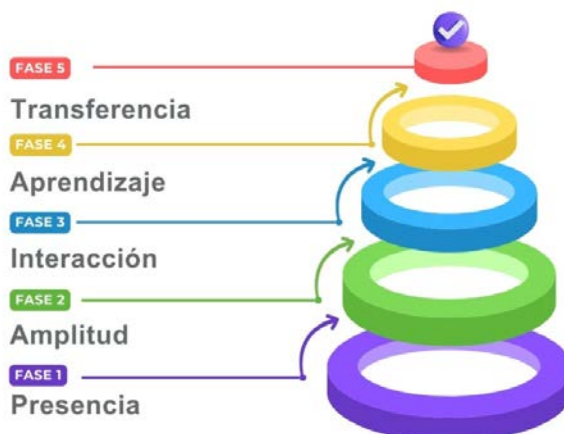 FASE 5
Transferencia
FASE 4
Aprendizaje
FASE 3
Interacción
FASE 2
Amplitud
FASE 1
Presencia